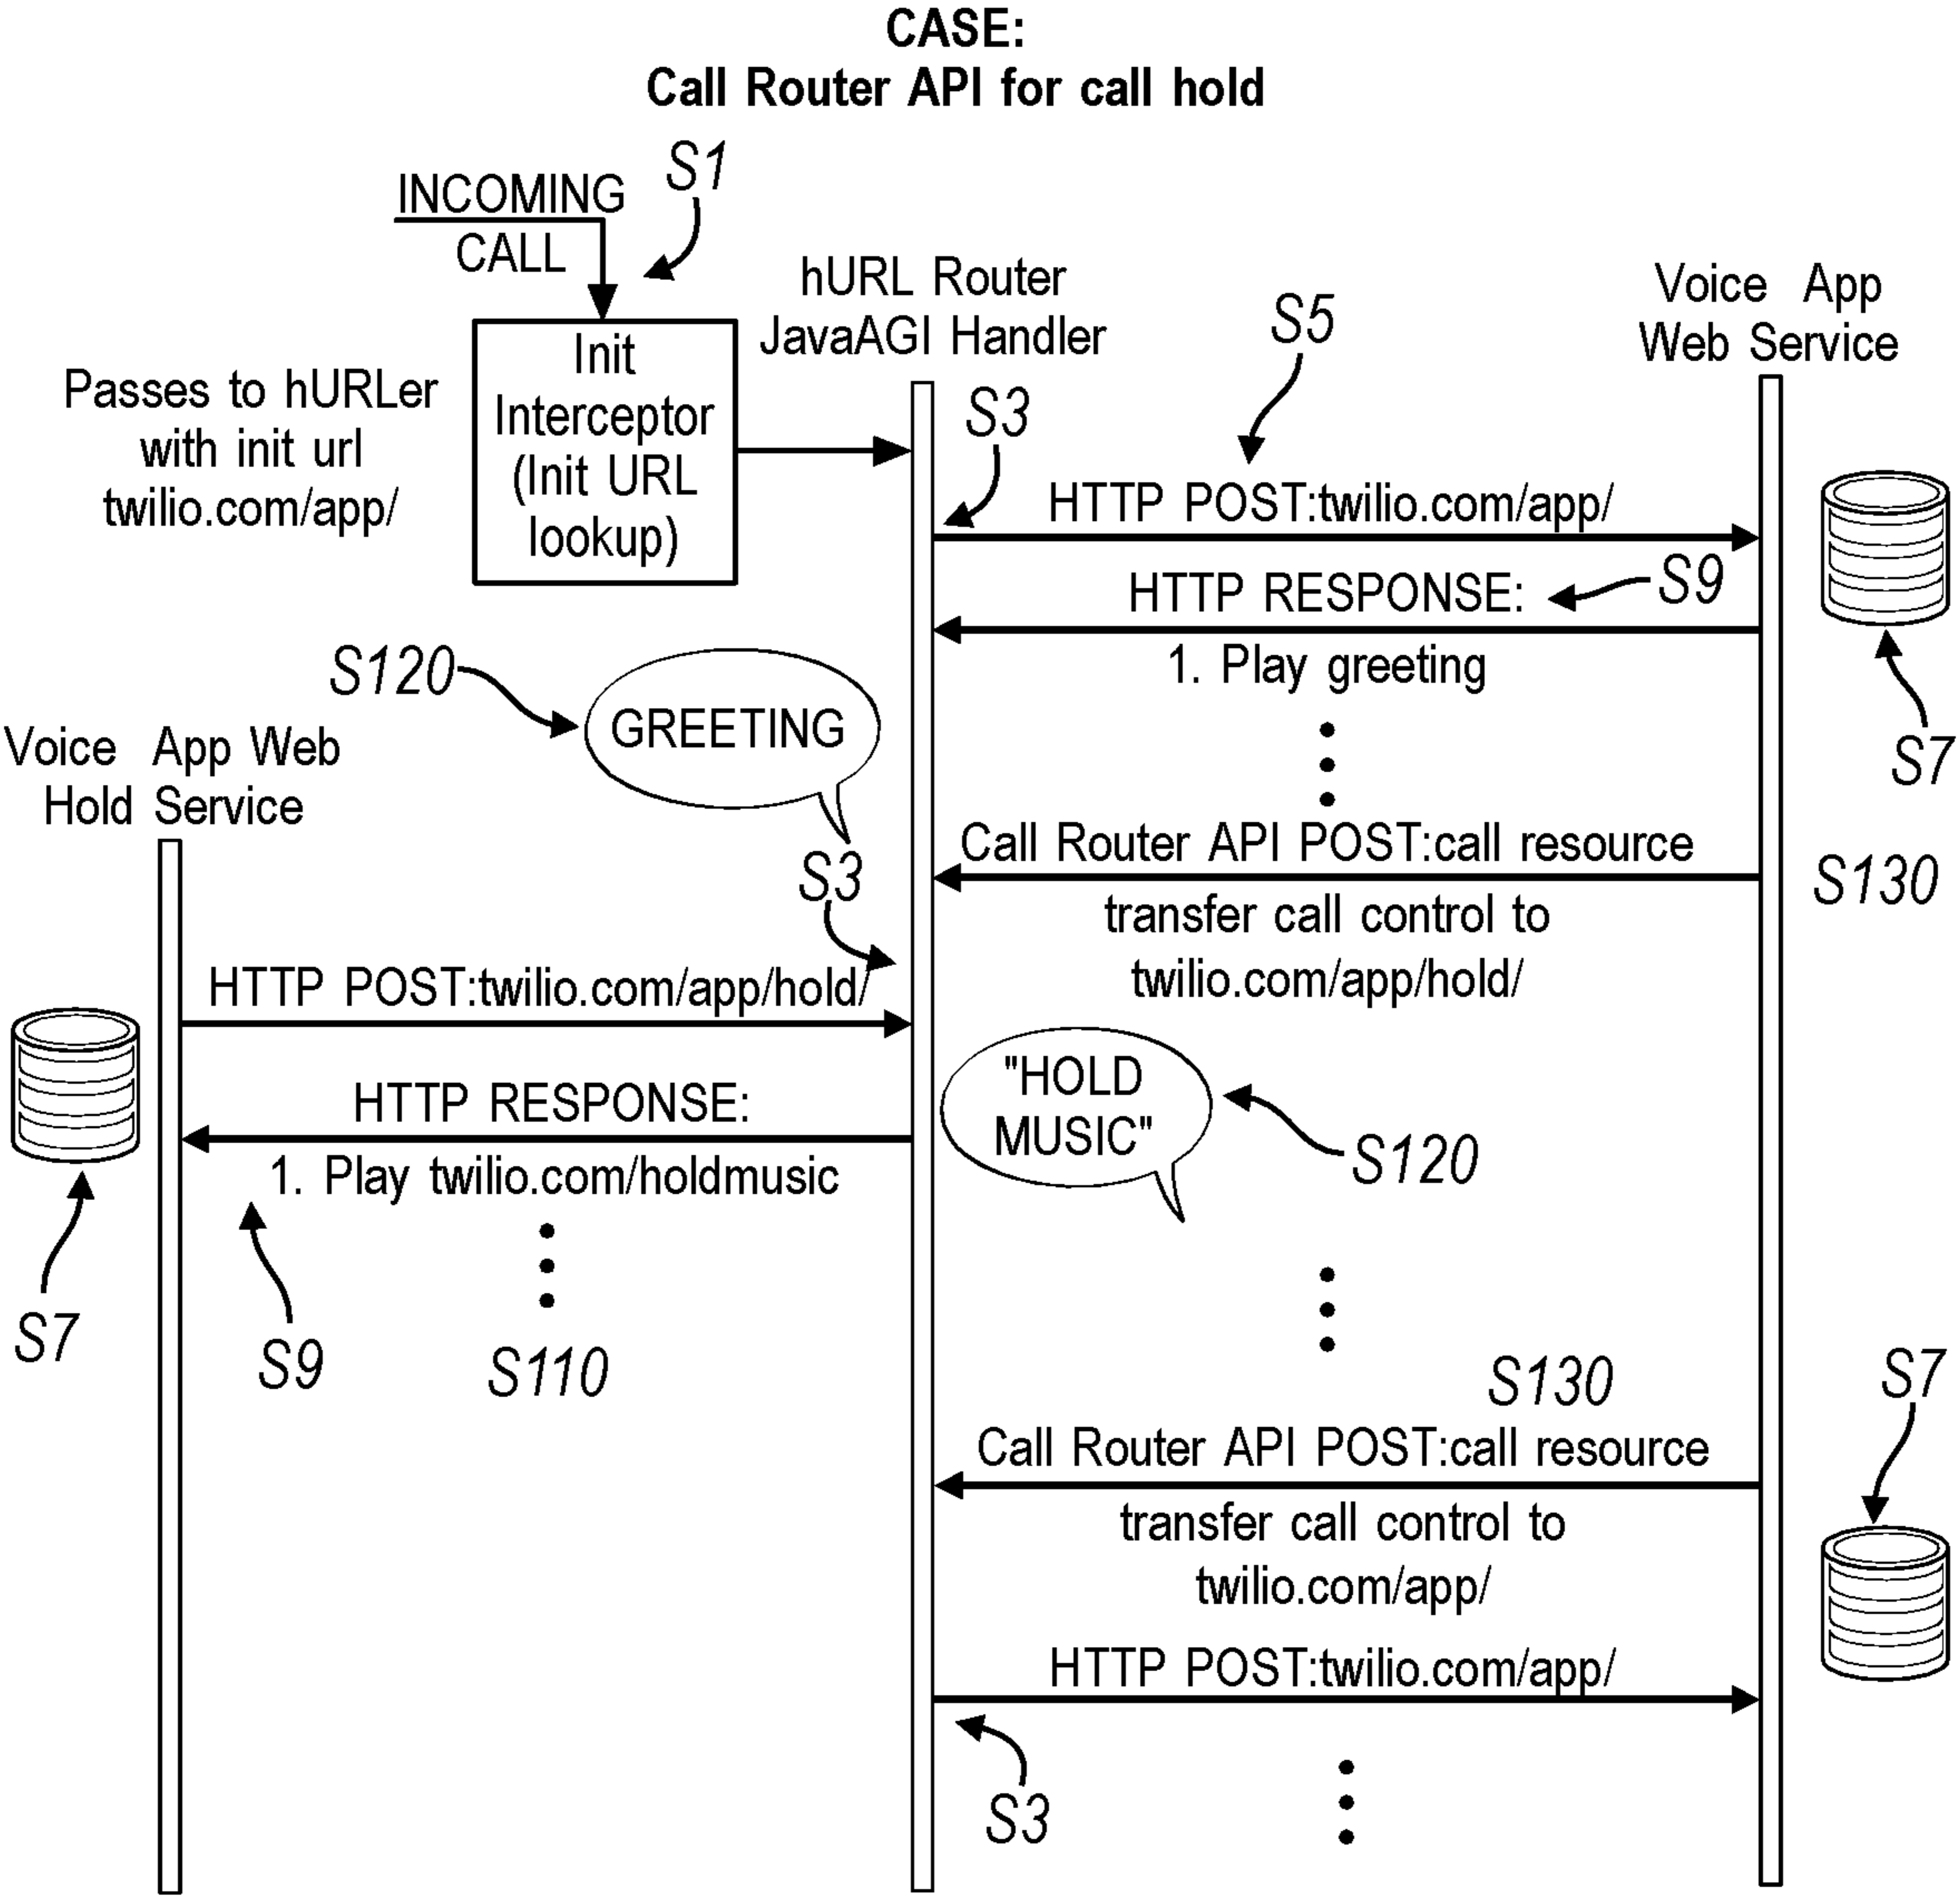 CASE:
Call Router API for call hold
S1
INCOMING
CALL
hURL Router
JavaAGI Handler
Voice App
Web Service
Init
Interceptor
(Init URL
lookup)
Passes to hURLer
with init url
twilio.com/app/
S5
S3
HTTP POST:twilio.com/app/
HTTP RESPONSE:
S9
1. Play greeting
S7
S120
GREETING
Voice App Web
Hold Service
S3
Call Router API POST:call resource
S130
transfer call control to
twilio.com/app/hold/
HTTP POST:twilio.com/app/hold/
HTTP RESPONSE:
1. Play twilio.com/holdmusic
"HOLD
MUSIC"
S120
S7
S9
S110
S130
S7
Call Router API POST:call resource
transfer call control to
twilio.com/app/
HTTP POST:twilio.com/app/
S3